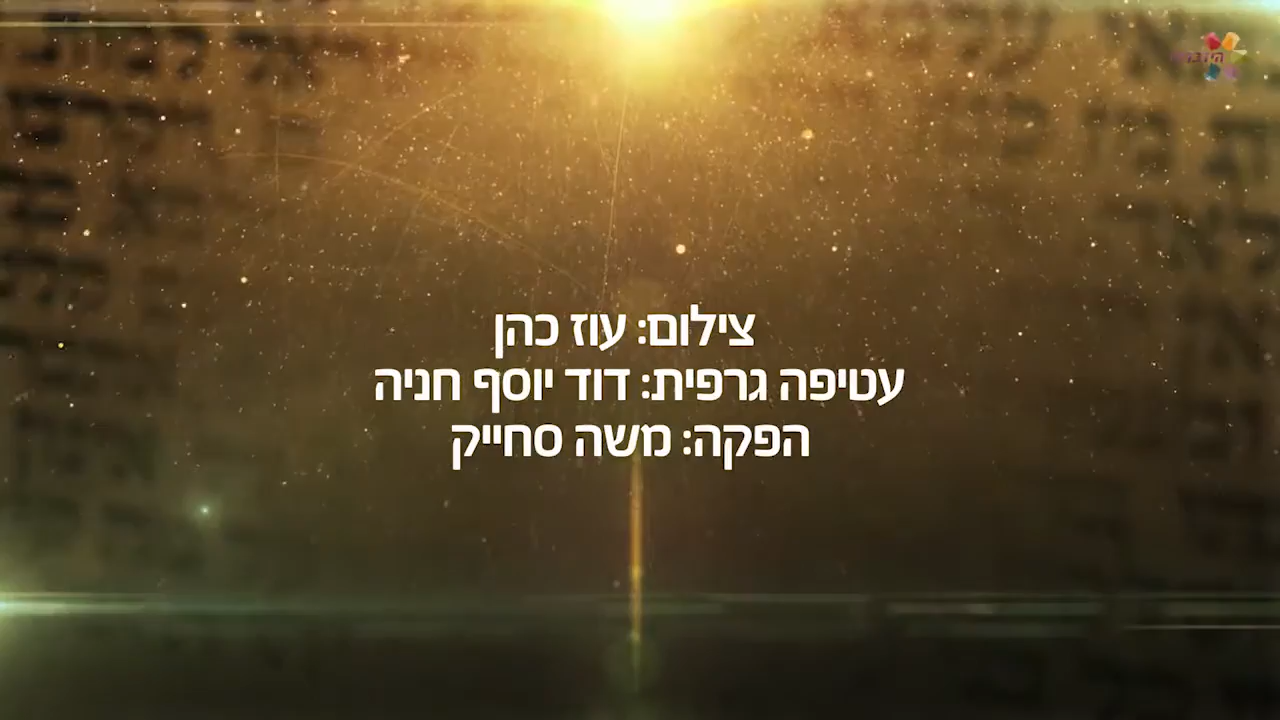 צילום: עוז כהן
עטיפה גרפית: דוד יוסף חניה
הפקה: משה סחייק